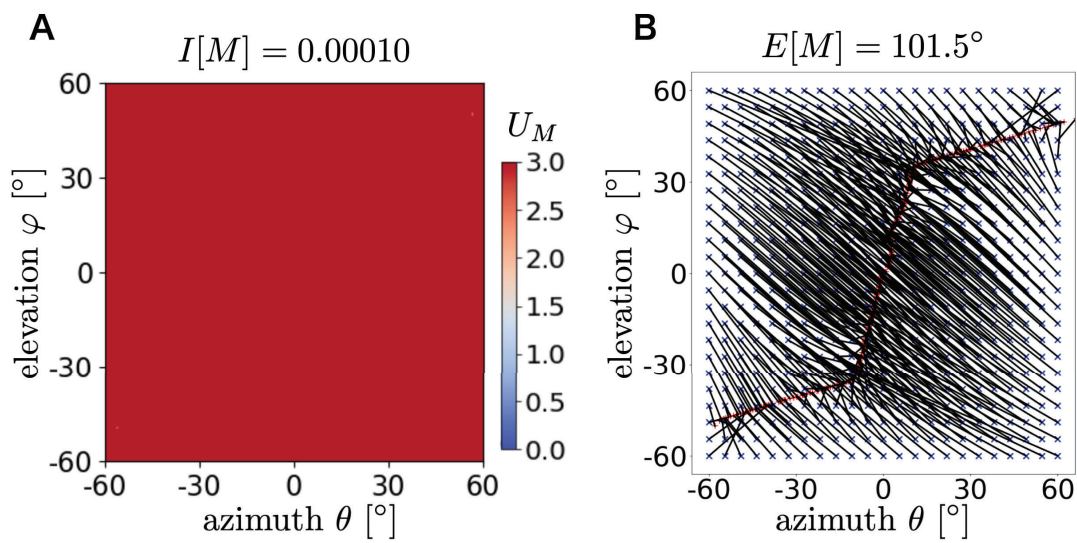 A
I[M] = 0.00010
60
30
0
-30
-60
-60 -30 0 30 60
elevation φ [°]
azimuth θ [°]
U_M
3.0
2.5
2.0
1.5
1.0
0.5
0.0
B
E[M] = 101.5°
60
30
0
-30
-60
-60 -30 0 30 60
elevation φ [°]
azimuth θ [°]